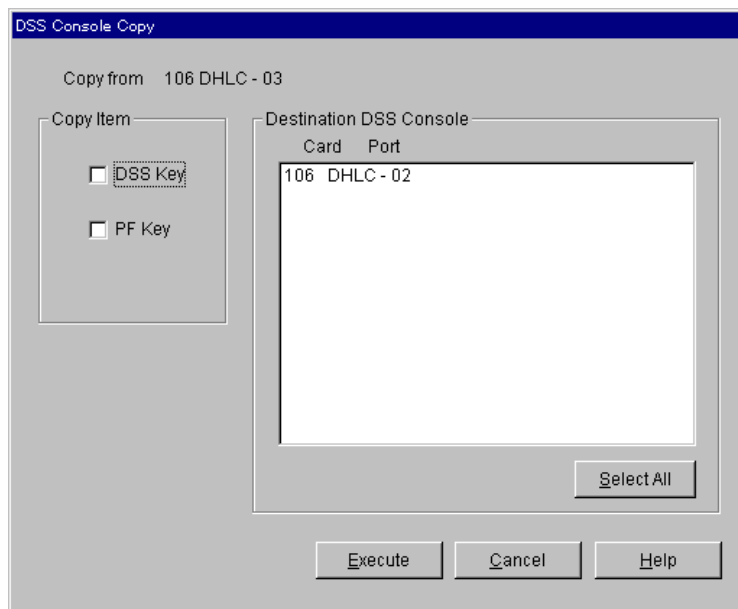 DSS Console Copy
Copy from 106 DHLC - 03
Copy Item
DSS Key
PF Key
Destination DSS Console
Card Port
106 DHLC - 02
Select All
Execute Cancel Help